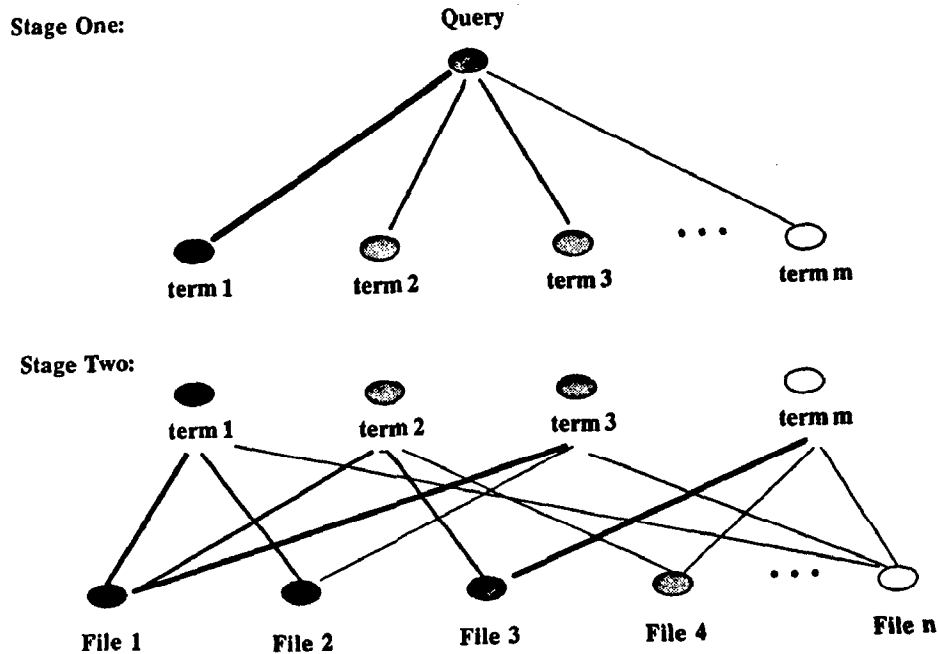 Stage One:
Query
term 1
term 2
term 3
• • •
term m
Stage Two:
term 1
term 2
term 3
term m
• • •
File 1
File 2
File 3
File 4
File n